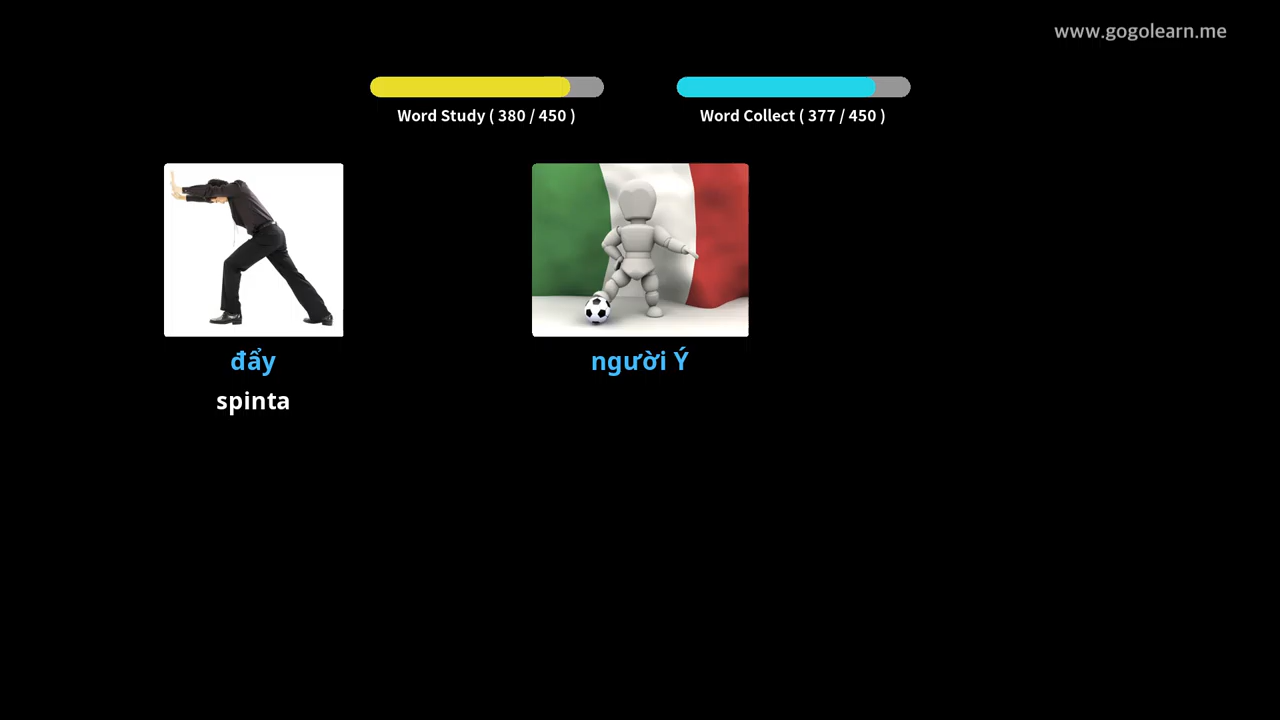 www.gogolearn.me
Word Study ( 380 / 450 )
Word Collect ( 377 / 450 )
đẩy
spinta
người Ý